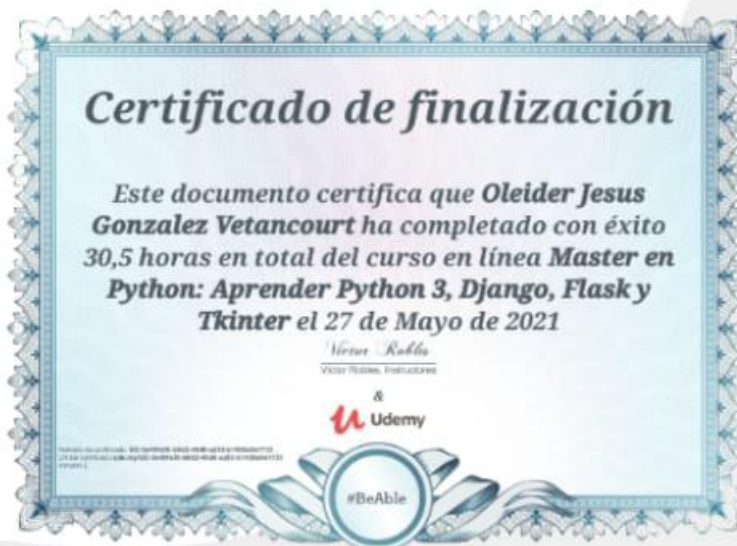 Certificado de finalización
Este documento certifica que Oleider Jesus
Gonzalez Vetancourt ha completado con éxito
30,5 horas en total del curso en línea Master en
Python: Aprender Python 3, Django, Flask y
Tkinter el 27 de Mayo de 2021
Victor Robles
Victor Robles, Instructores
&
Udemy
#BeAble